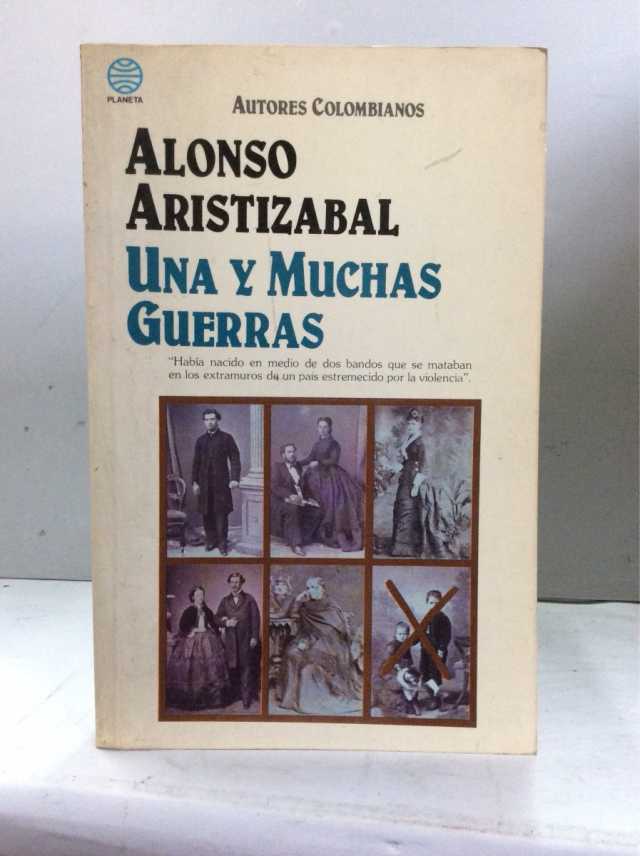 PLANETA
AUTORES COLOMBIANOS
ALONSO
ARISTIZABAL
UNA Y MUCHAS
GUERRAS
"Había nacido en medio de dos bandos que se mataban
en los extramuros de un país estremecido por la violencia".